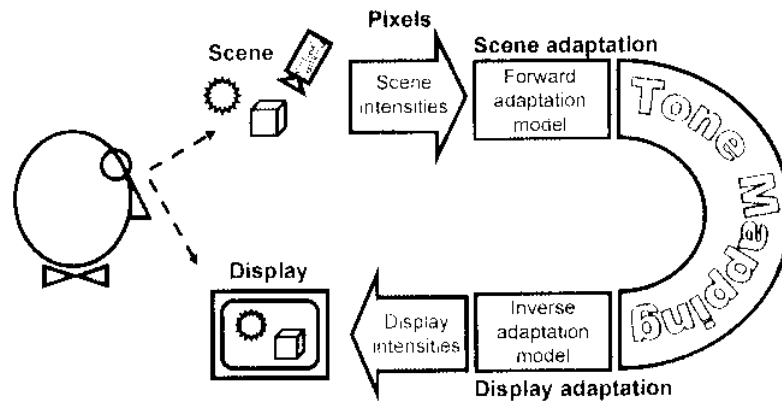 Pixels
Scene
Scene adaptation
Scene
intensities
Forward
adaptation
model
Tone Mapping
Display
Display
intensities
Inverse
adaptation
model
Display adaptation